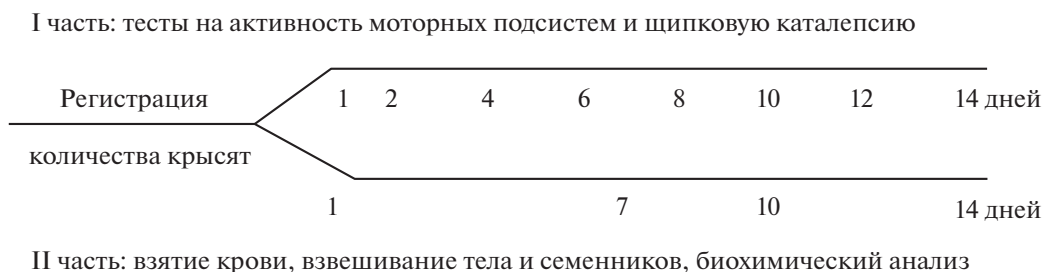 I часть: тесты на активность моторных подсистем и щипковую каталепсию
Регистрация 1 2 4 6 8 10 12 14 дней
количества крысят
1 7 10 14 дней
II часть: взятие крови, взвешивание тела и семенников, биохимический анализ